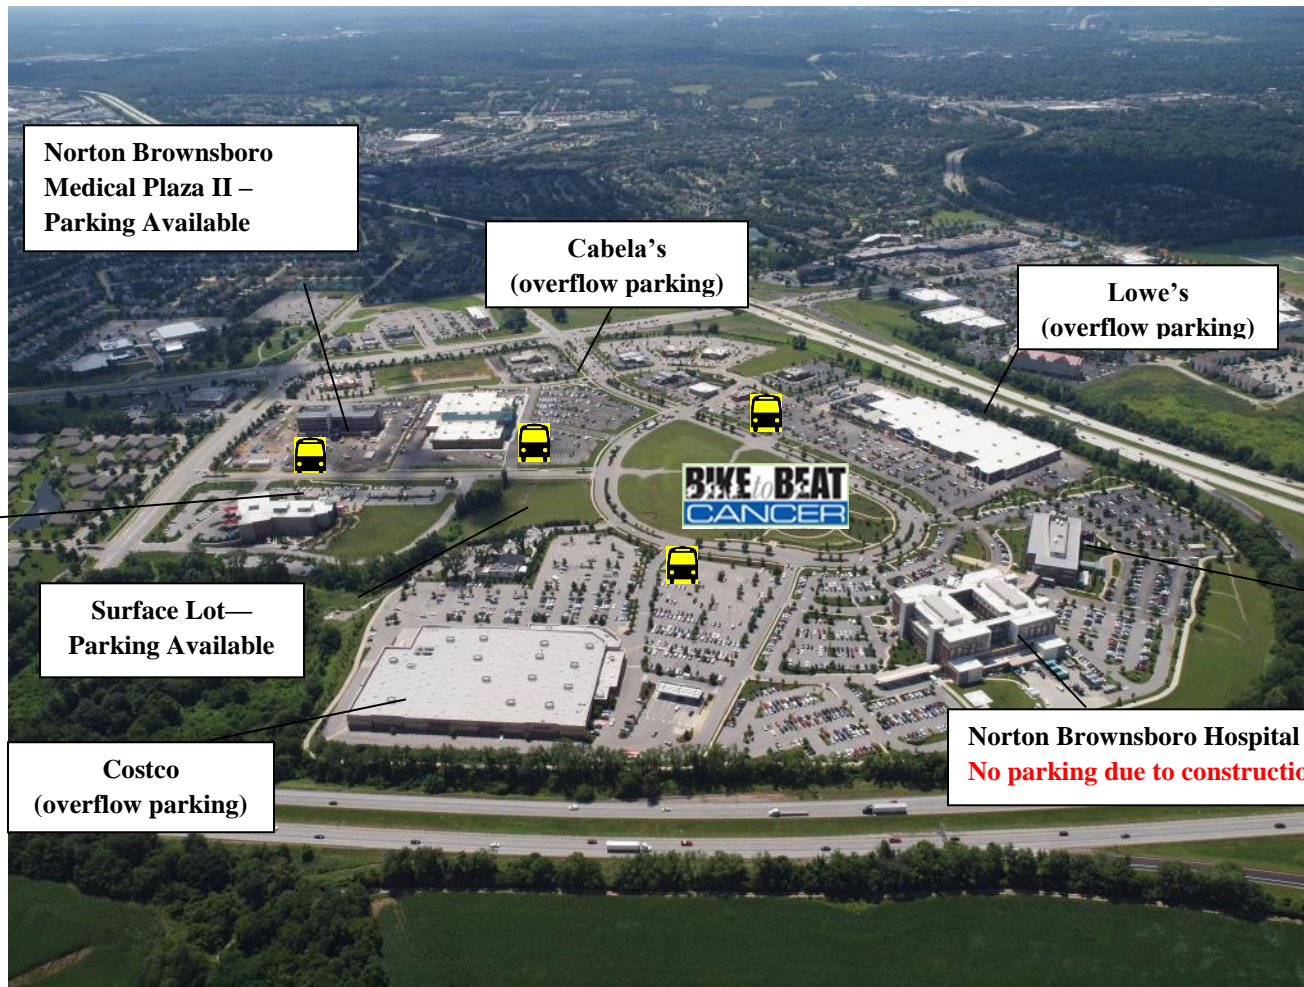 Norton Brownsboro
Medical Plaza II –
Parking Available
Cabela’s
(overflow parking)
Lowe’s
(overflow parking)
BIKE to BEAT
CANCER
Surface Lot—
Parking Available
Costco
(overflow parking)
Norton Brownsboro Hospital
No parking due to constructio